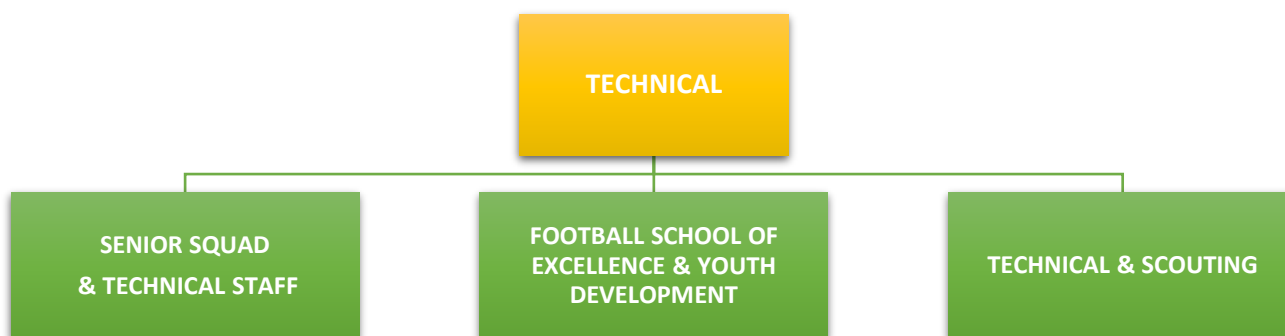 TECHNICAL
SENIOR SQUAD
& TECHNICAL STAFF
FOOTBALL SCHOOL OF
EXCELLENCE & YOUTH
DEVELOPMENT
TECHNICAL & SCOUTING